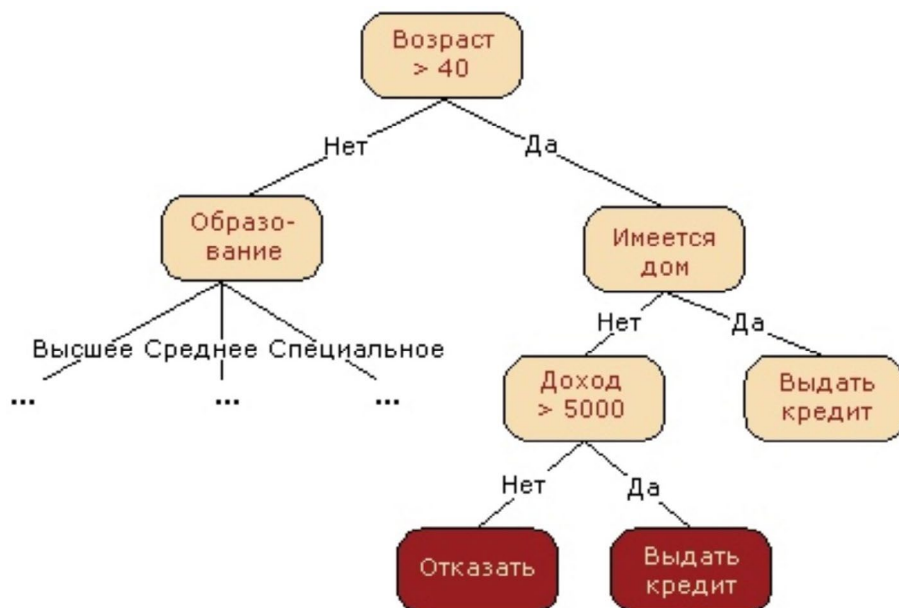 Возраст
> 40
Нет
Да
Образо-
вание
Имеется
дом
Высшее Среднее Специальное
Нет
Да
... ... ...
Доход
> 5000
Выдать
кредит
Нет
Да
Отказать
Выдать
кредит